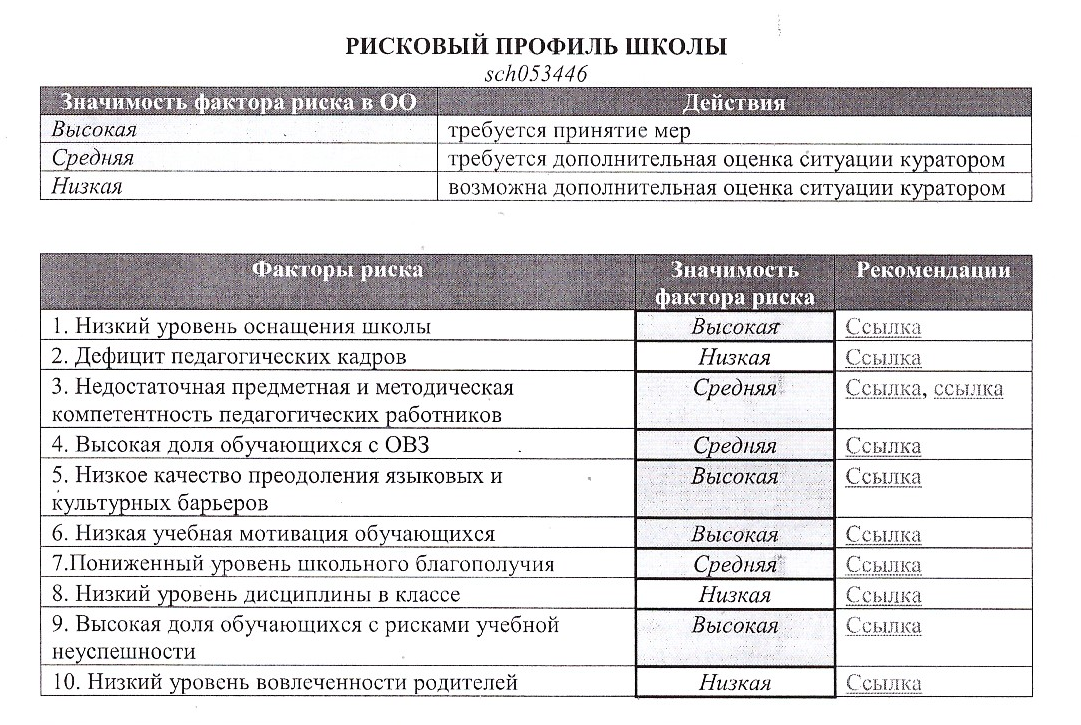 РИСКОВЫЙ ПРОФИЛЬ ШКОЛЫ
sch053446
Значимость фактора риска в ОО Действия
Высокая требуется принятие мер
Средняя требуется дополнительная оценка ситуации куратором
Низкая возможна дополнительная оценка ситуации куратором
Факторы риска Значимость Рекомендации
фактора риска
1. Низкий уровень оснащения школы Высокая Ссылка
2. Дефицит педагогических кадров Низкая Ссылка
3. Недостаточная предметная и методическая Средняя Ссылка, ссылка
компетентность педагогических работников
4. Высокая доля обучающихся с ОВЗ Средняя Ссылка
5. Низкое качество преодоления языковых и Высокая Ссылка
культурных барьеров
6. Низкая учебная мотивация обучающихся Высокая Ссылка
7.Пониженный уровень школьного благополучия Средняя Ссылка
8. Низкий уровень дисциплины в классе Низкая Ссылка
9. Высокая доля обучающихся с рисками учебной Высокая Ссылка
неуспешности
10. Низкий уровень вовлеченности родителей Низкая Ссылка